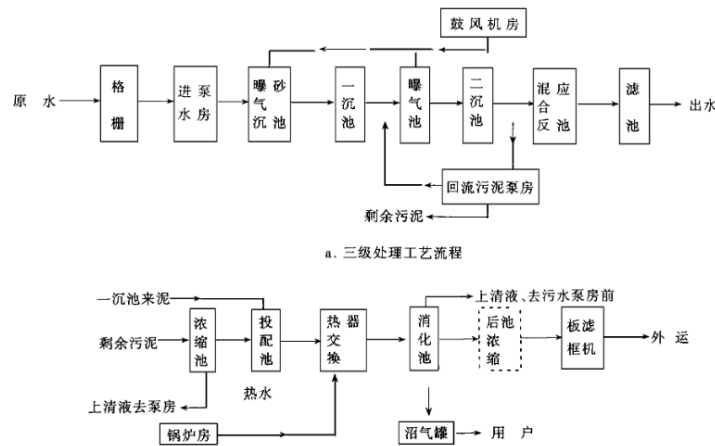 鼓风机房
原 水
格栅
进水泵房
曝气沉砂池
一沉池
曝气池
二沉池
混合反应池
滤池
出水
回流污泥泵房
剩余污泥
a. 三级处理工艺流程
一沉池来泥
上清液、去污水泵房前
剩余污泥
浓缩池
投配池
热交换器
消化池
后浓缩池
板框滤机
外 运
上清液去泵房
热水
锅炉房
沼气罐
用 户